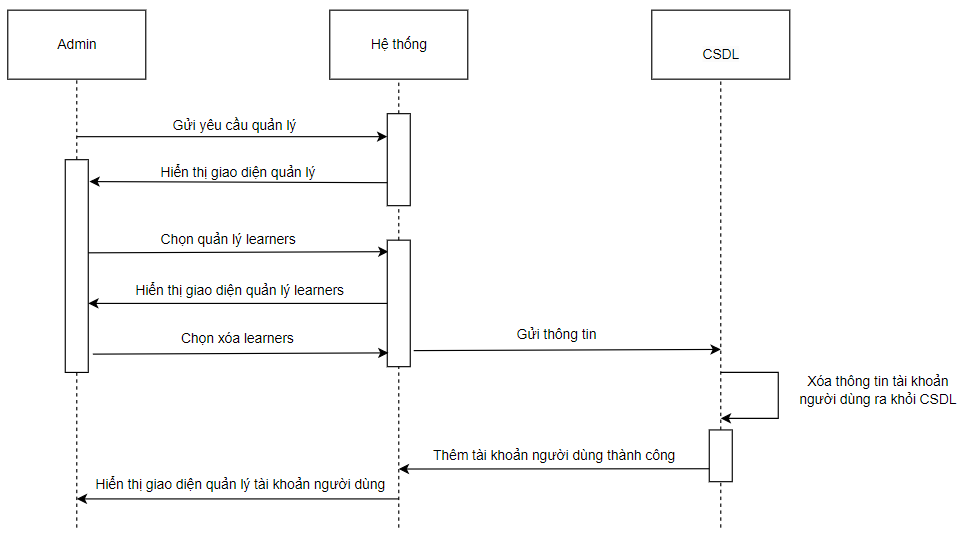 Admin
Hệ thống
CSDL
Gửi yêu cầu quản lý
Hiển thị giao diện quản lý
Chọn quản lý learners
Hiển thị giao diện quản lý learners
Chọn xóa learners
Gửi thông tin
Xóa thông tin tài khoản
người dùng ra khỏi CSDL
Thêm tài khoản người dùng thành công
Hiển thị giao diện quản lý tài khoản người dùng